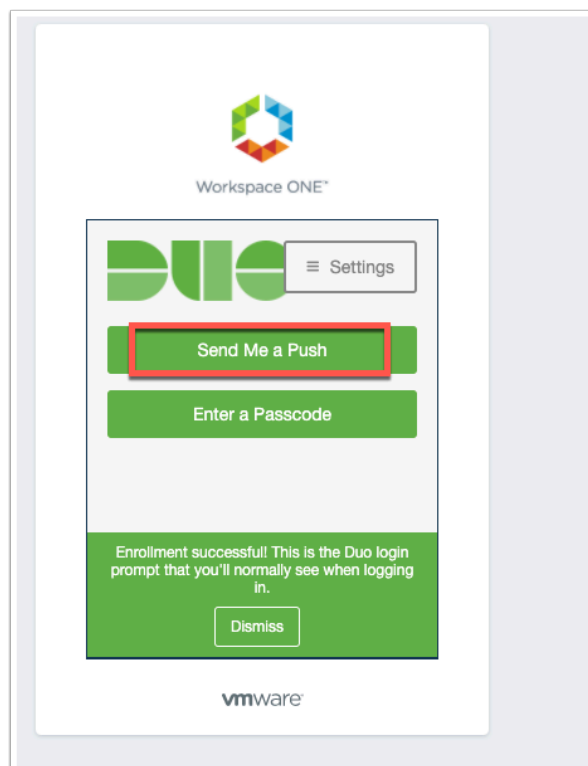 Workspace ONE™
DUO
≡ Settings
Send Me a Push
Enter a Passcode
Enrollment successful! This is the Duo login
prompt that you'll normally see when logging
in.
Dismiss
vmware®